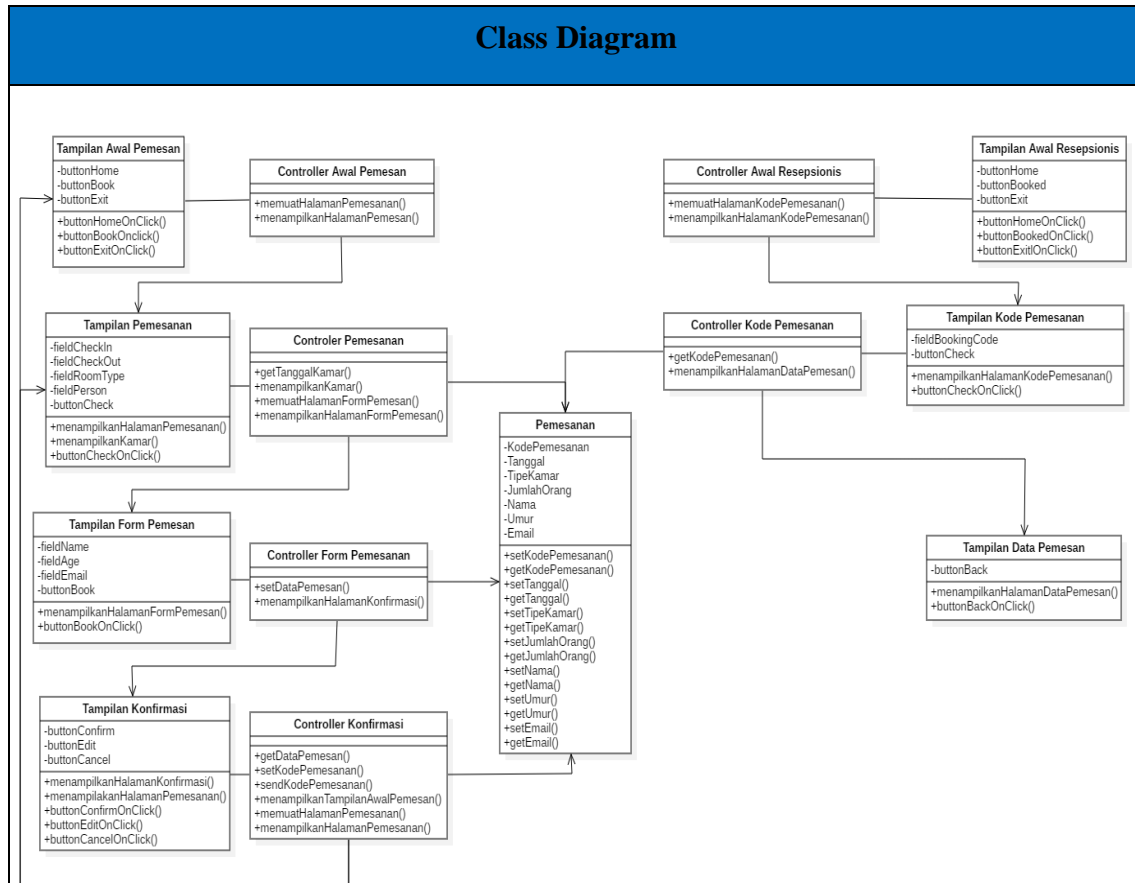 Class Diagram
Tampilan Awal Pemesan
-buttonHome
-buttonBook
-buttonExit
+buttonHomeOnClick()
+buttonBookOnclick()
+buttonExitOnClick()
Controller Awal Pemesan
+memuatHalamanPemesanan()
+menampilkanHalamanPemesan()
Controller Awal Resepsionis
+memuatHalamanKodePemesanan()
+menampilkanHalamanKodePemesanan()
Tampilan Awal Resepsionis
-buttonHome
-buttonBooked
-buttonExit
+buttonHomeOnClick()
+buttonBookedOnClick()
+buttonExitlOnClick()
Tampilan Pemesanan
-fieldCheckIn
-fieldCheckOut
-fieldRoomType
-fieldPerson
-buttonCheck
+menampilkanHalamanPemesanan()
+menampilkanKamar()
+buttonCheckOnClick()
Controler Pemesanan
+getTanggalKamar()
+menampilkanKamar()
+memuatHalamanFormPemesan()
+menampilkanHalamanFormPemesan()
Controller Kode Pemesanan
+getKodePemesanan()
+menampilkanHalamanDataPemesan()
Tampilan Kode Pemesanan
-fieldBookingCode
-buttonCheck
+menampilkanHalamanKodePemesanan()
+buttonCheckOnClick()
Pemesanan
-KodePemesanan
-Tanggal
-TipeKamar
-JumlahOrang
-Nama
-Umur
-Email
+setKodePemesanan()
+getKodePemesanan()
+setTanggal()
+getTanggal()
+setTipeKamar()
+getTipeKamar()
+setJumlahOrang()
+getJumlahOrang()
+setNama()
+getNama()
+setUmur()
+getUmur()
+setEmail()
+getEmail()
Tampilan Form Pemesan
-fieldName
-fieldAge
-fieldEmail
-buttonBook
+menampilkanHalamanFormPemesan()
+buttonBookOnClick()
Controller Form Pemesanan
+setDataPemesan()
+menampilkanHalamanKonfirmasi()
Tampilan Data Pemesan
-buttonBack
+menampilkanHalamanDataPemesan()
+buttonBackOnClick()
Tampilan Konfirmasi
-buttonConfirm
-buttonEdit
-buttonCancel
+menampilkanHalamanKonfirmasi()
+menampilakanHalamanPemesanan()
+buttonConfirmOnClick()
+buttonEditOnClick()
+buttonCancelOnClick()
Controller Konfirmasi
+getDataPemesan()
+setKodePemesanan()
+sendKodePemesanan()
+menampilkanTampilanAwalPemesan()
+memuatHalamanPemesanan()
+menampilkanHalamanPemesanan()